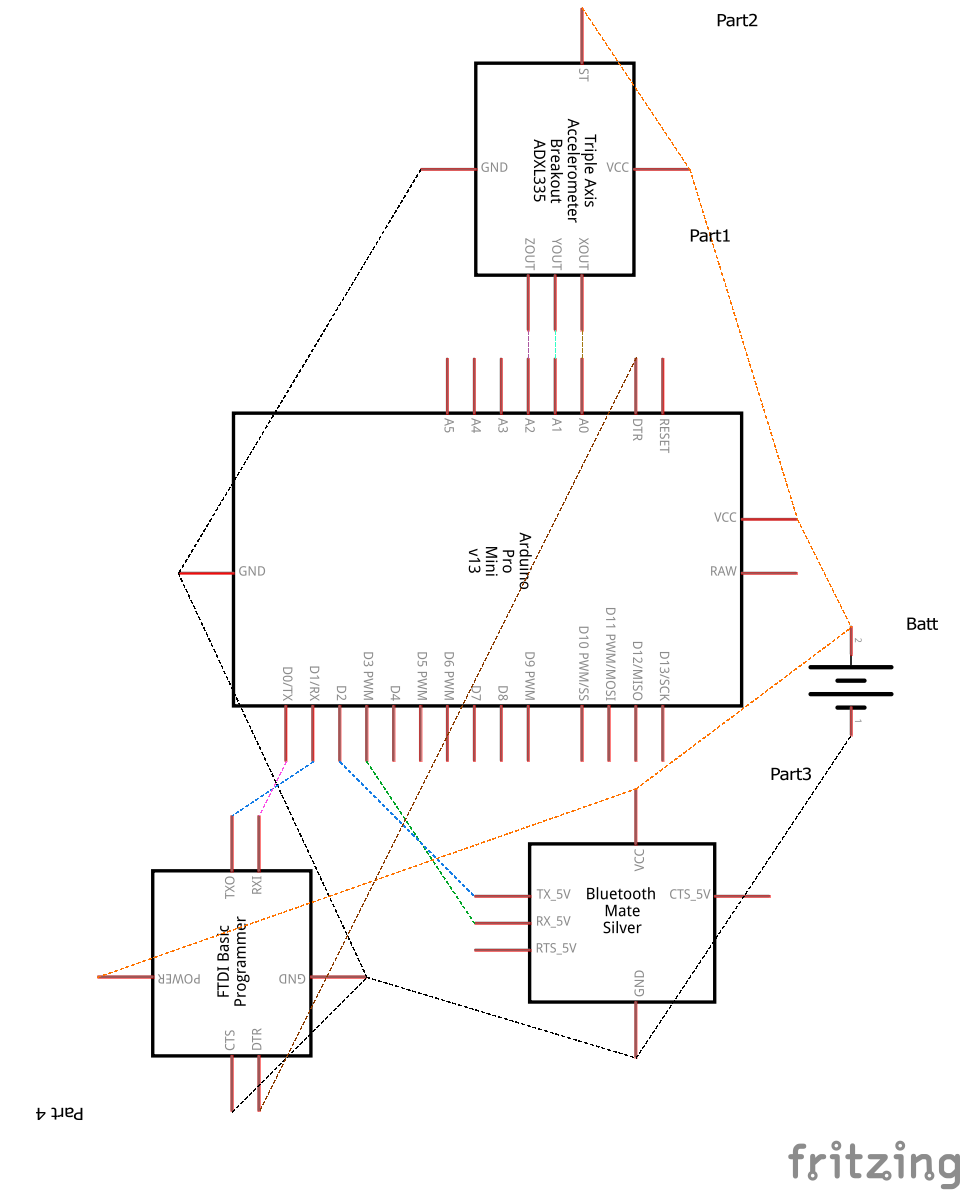 Part2
ST
Triple Axis
Accelerometer
Breakout
ADXL335
GND
VCC
ZOUT
YOUT
XOUT
Part1
A5
A4
A3
A2
A1
A0
DTR
RESET
VCC
Arduino
Pro
Mini
v13
GND
RAW
Batt
2
1
D0/TX
D1/RX
D2
D3 PWM
D4
D5 PWM
D6 PWM
D7
D8
D9 PWM
D10 PWM/SS
D11 PWM/MOSI
D12/MISO
D13/SCK
Part3
VCC
TXO
RXI
Bluetooth
Mate
Silver
TX_5V
RX_5V
RTS_5V
CTS_5V
GND
FTDI Basic
Programmer
POWER
GND
CTS
DTR
Part 4
fritzing